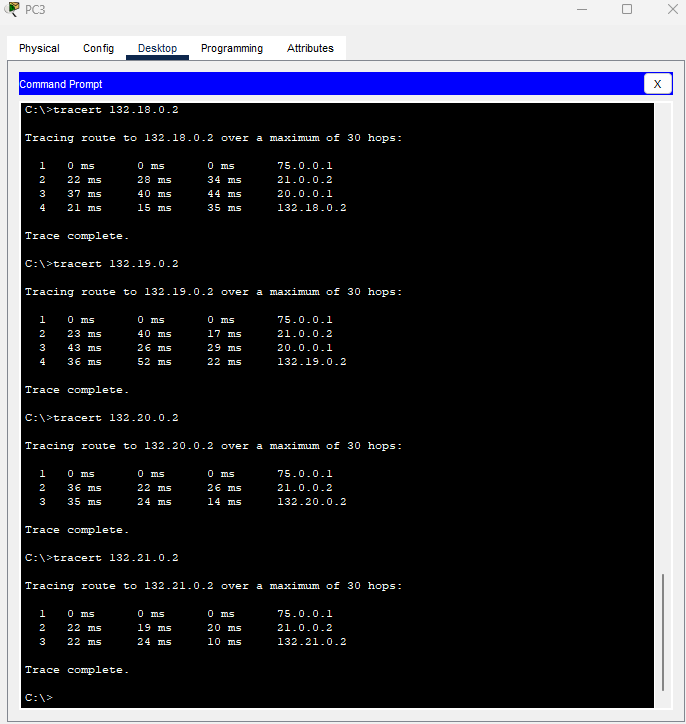 PC3
Physical Config Desktop Programming Attributes
Command Prompt X
C:\>tracert 132.18.0.2
Tracing route to 132.18.0.2 over a maximum of 30 hops:
1 0 ms 0 ms 0 ms 75.0.0.1
2 22 ms 28 ms 34 ms 21.0.0.2
3 37 ms 40 ms 44 ms 20.0.0.1
4 21 ms 15 ms 35 ms 132.18.0.2
Trace complete.
C:\>tracert 132.19.0.2
Tracing route to 132.19.0.2 over a maximum of 30 hops:
1 0 ms 0 ms 0 ms 75.0.0.1
2 23 ms 40 ms 17 ms 21.0.0.2
3 43 ms 26 ms 29 ms 20.0.0.1
4 36 ms 52 ms 22 ms 132.19.0.2
Trace complete.
C:\>tracert 132.20.0.2
Tracing route to 132.20.0.2 over a maximum of 30 hops:
1 0 ms 0 ms 0 ms 75.0.0.1
2 36 ms 22 ms 26 ms 21.0.0.2
3 35 ms 24 ms 14 ms 132.20.0.2
Trace complete.
C:\>tracert 132.21.0.2
Tracing route to 132.21.0.2 over a maximum of 30 hops:
1 0 ms 0 ms 0 ms 75.0.0.1
2 22 ms 19 ms 20 ms 21.0.0.2
3 22 ms 24 ms 10 ms 132.21.0.2
Trace complete.
C:\>